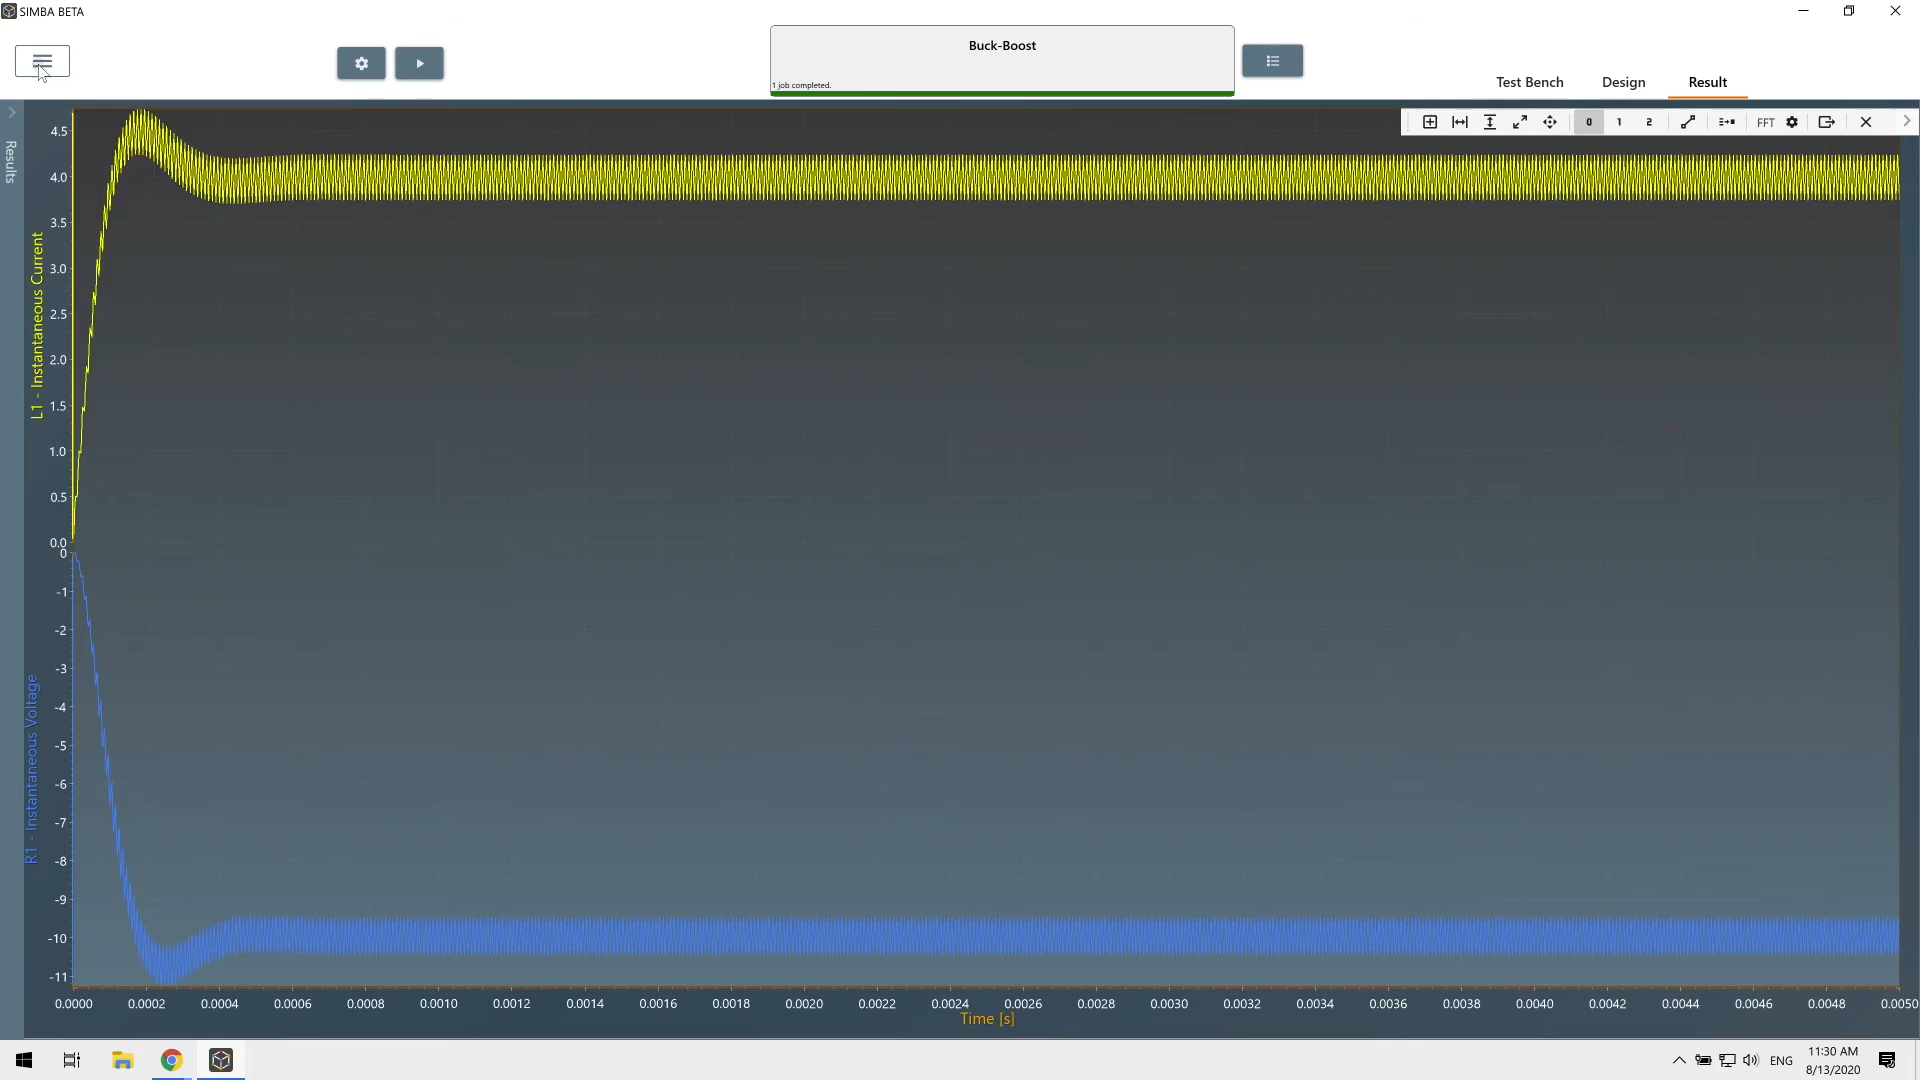 SIMBA BETA
Buck-Boost
1 job completed.
Test Bench
Design
Result
Results
0
1
2
FFT
L1 - Instantaneous Current
4.5
4.0
3.5
3.0
2.5
2.0
1.5
1.0
0.5
0.0
R1 - Instantaneous Voltage
0
-1
-2
-3
-4
-5
-6
-7
-8
-9
-10
-11
0.0000 0.0002 0.0004 0.0006 0.0008 0.0010 0.0012 0.0014 0.0016 0.0018 0.0020 0.0022 0.0024 0.0026 0.0028 0.0030 0.0032 0.0034 0.0036 0.0038 0.0040 0.0042 0.0044 0.0046 0.0048 0.0050
Time [s]
ENG
11:30 AM
8/13/2020